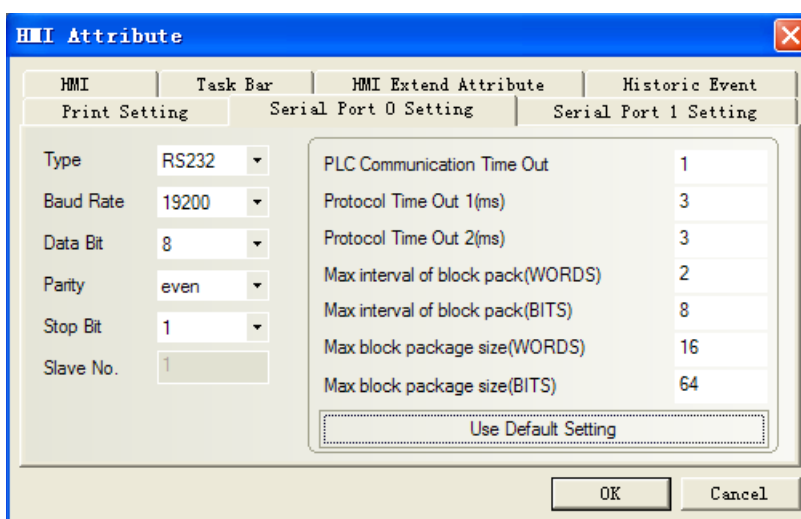 HMI Attribute
HMI Task Bar HMI Extend Attribute Historic Event
Print Setting Serial Port 0 Setting Serial Port 1 Setting
Type RS232
Baud Rate 19200
Data Bit 8
Parity even
Stop Bit 1
Slave No. 1
PLC Communication Time Out 1
Protocol Time Out 1(ms) 3
Protocol Time Out 2(ms) 3
Max interval of block pack(WORDS) 2
Max interval of block pack(BITS) 8
Max block package size(WORDS) 16
Max block package size(BITS) 64
Use Default Setting
OK Cancel